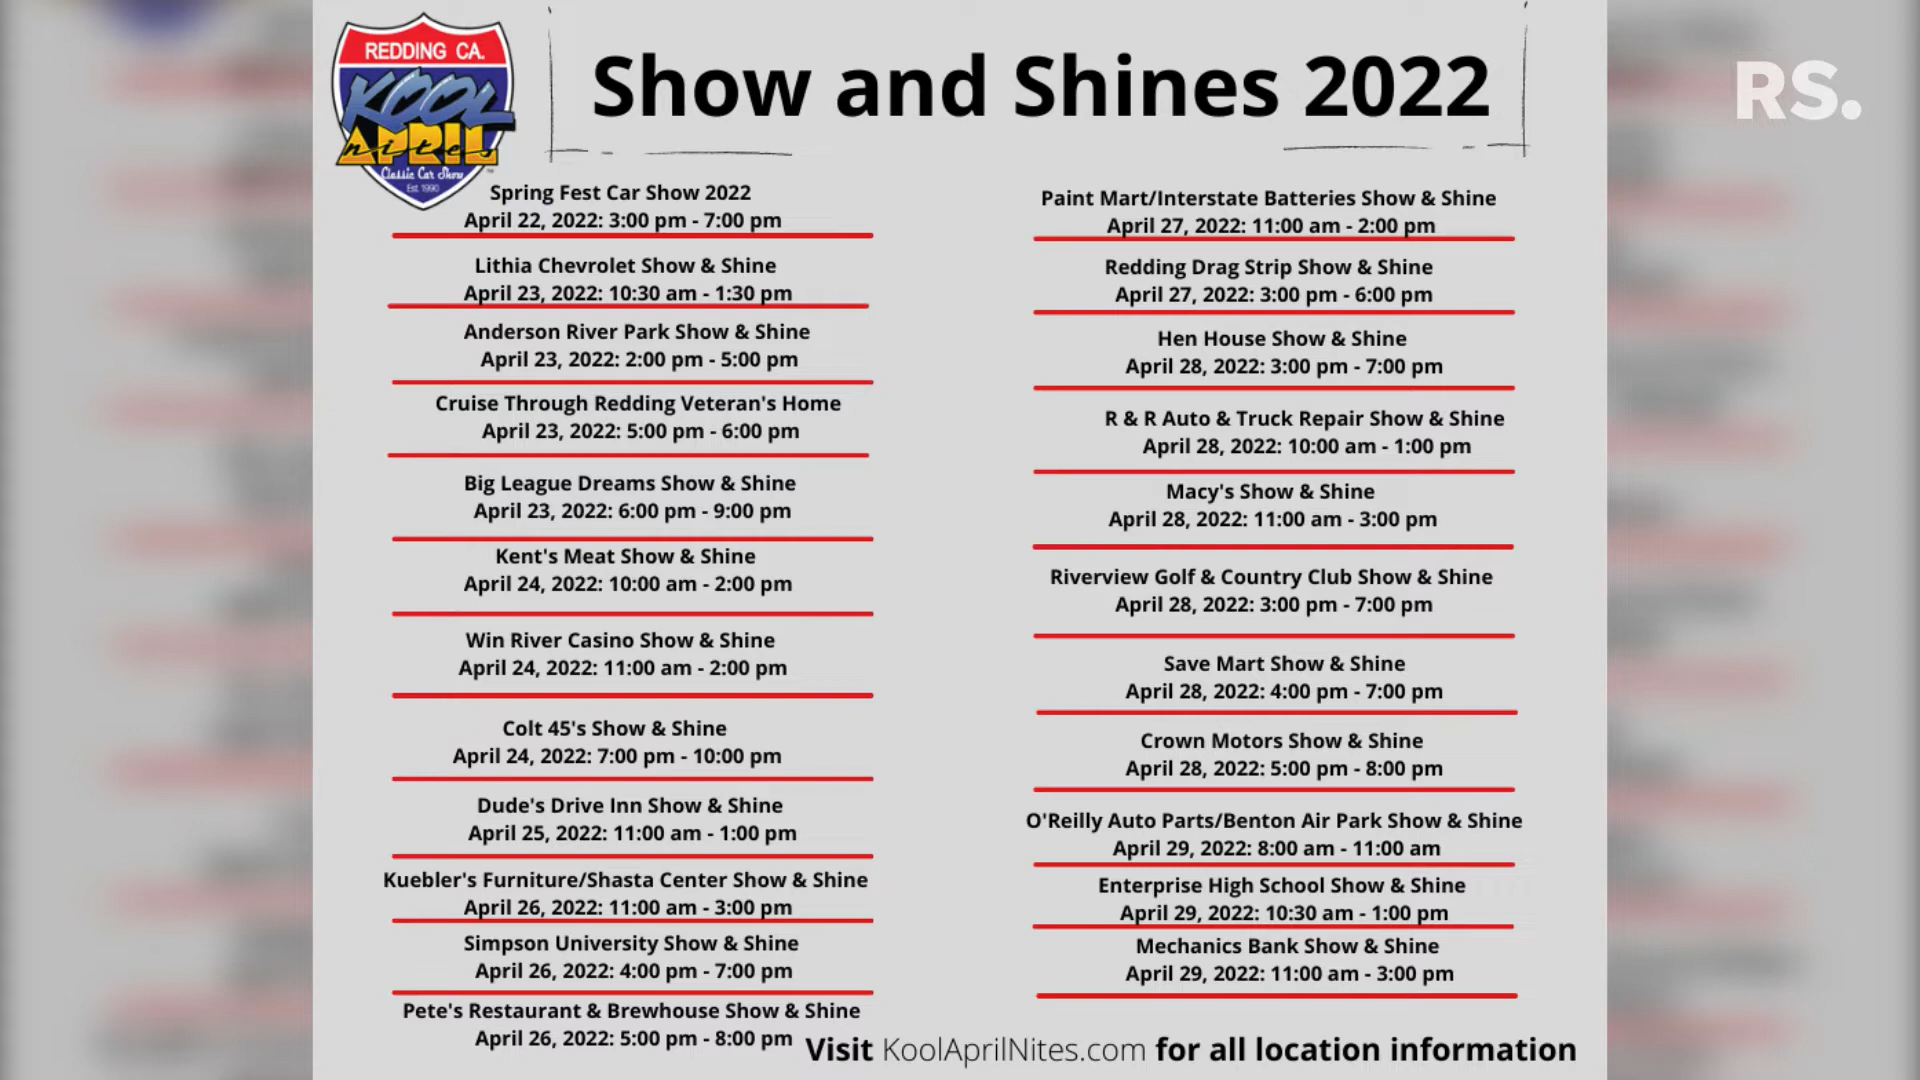 REDDING CA.
KOOL
APRIL
nites
Classic Car Show
Est 1990
Show and Shines 2022
RS.
Spring Fest Car Show 2022
April 22, 2022: 3:00 pm - 7:00 pm
Lithia Chevrolet Show & Shine
April 23, 2022: 10:30 am - 1:30 pm
Anderson River Park Show & Shine
April 23, 2022: 2:00 pm - 5:00 pm
Cruise Through Redding Veteran's Home
April 23, 2022: 5:00 pm - 6:00 pm
Big League Dreams Show & Shine
April 23, 2022: 6:00 pm - 9:00 pm
Kent's Meat Show & Shine
April 24, 2022: 10:00 am - 2:00 pm
Win River Casino Show & Shine
April 24, 2022: 11:00 am - 2:00 pm
Colt 45's Show & Shine
April 24, 2022: 7:00 pm - 10:00 pm
Dude's Drive Inn Show & Shine
April 25, 2022: 11:00 am - 1:00 pm
Kuebler's Furniture/Shasta Center Show & Shine
April 26, 2022: 11:00 am - 3:00 pm
Simpson University Show & Shine
April 26, 2022: 4:00 pm - 7:00 pm
Pete's Restaurant & Brewhouse Show & Shine
April 26, 2022: 5:00 pm - 8:00 pm
Paint Mart/Interstate Batteries Show & Shine
April 27, 2022: 11:00 am - 2:00 pm
Redding Drag Strip Show & Shine
April 27, 2022: 3:00 pm - 6:00 pm
Hen House Show & Shine
April 28, 2022: 3:00 pm - 7:00 pm
R & R Auto & Truck Repair Show & Shine
April 28, 2022: 10:00 am - 1:00 pm
Macy's Show & Shine
April 28, 2022: 11:00 am - 3:00 pm
Riverview Golf & Country Club Show & Shine
April 28, 2022: 3:00 pm - 7:00 pm
Save Mart Show & Shine
April 28, 2022: 4:00 pm - 7:00 pm
Crown Motors Show & Shine
April 28, 2022: 5:00 pm - 8:00 pm
O'Reilly Auto Parts/Benton Air Park Show & Shine
April 29, 2022: 8:00 am - 11:00 am
Enterprise High School Show & Shine
April 29, 2022: 10:30 am - 1:00 pm
Mechanics Bank Show & Shine
April 29, 2022: 11:00 am - 3:00 pm
Visit KoolAprilNites.com for all location information